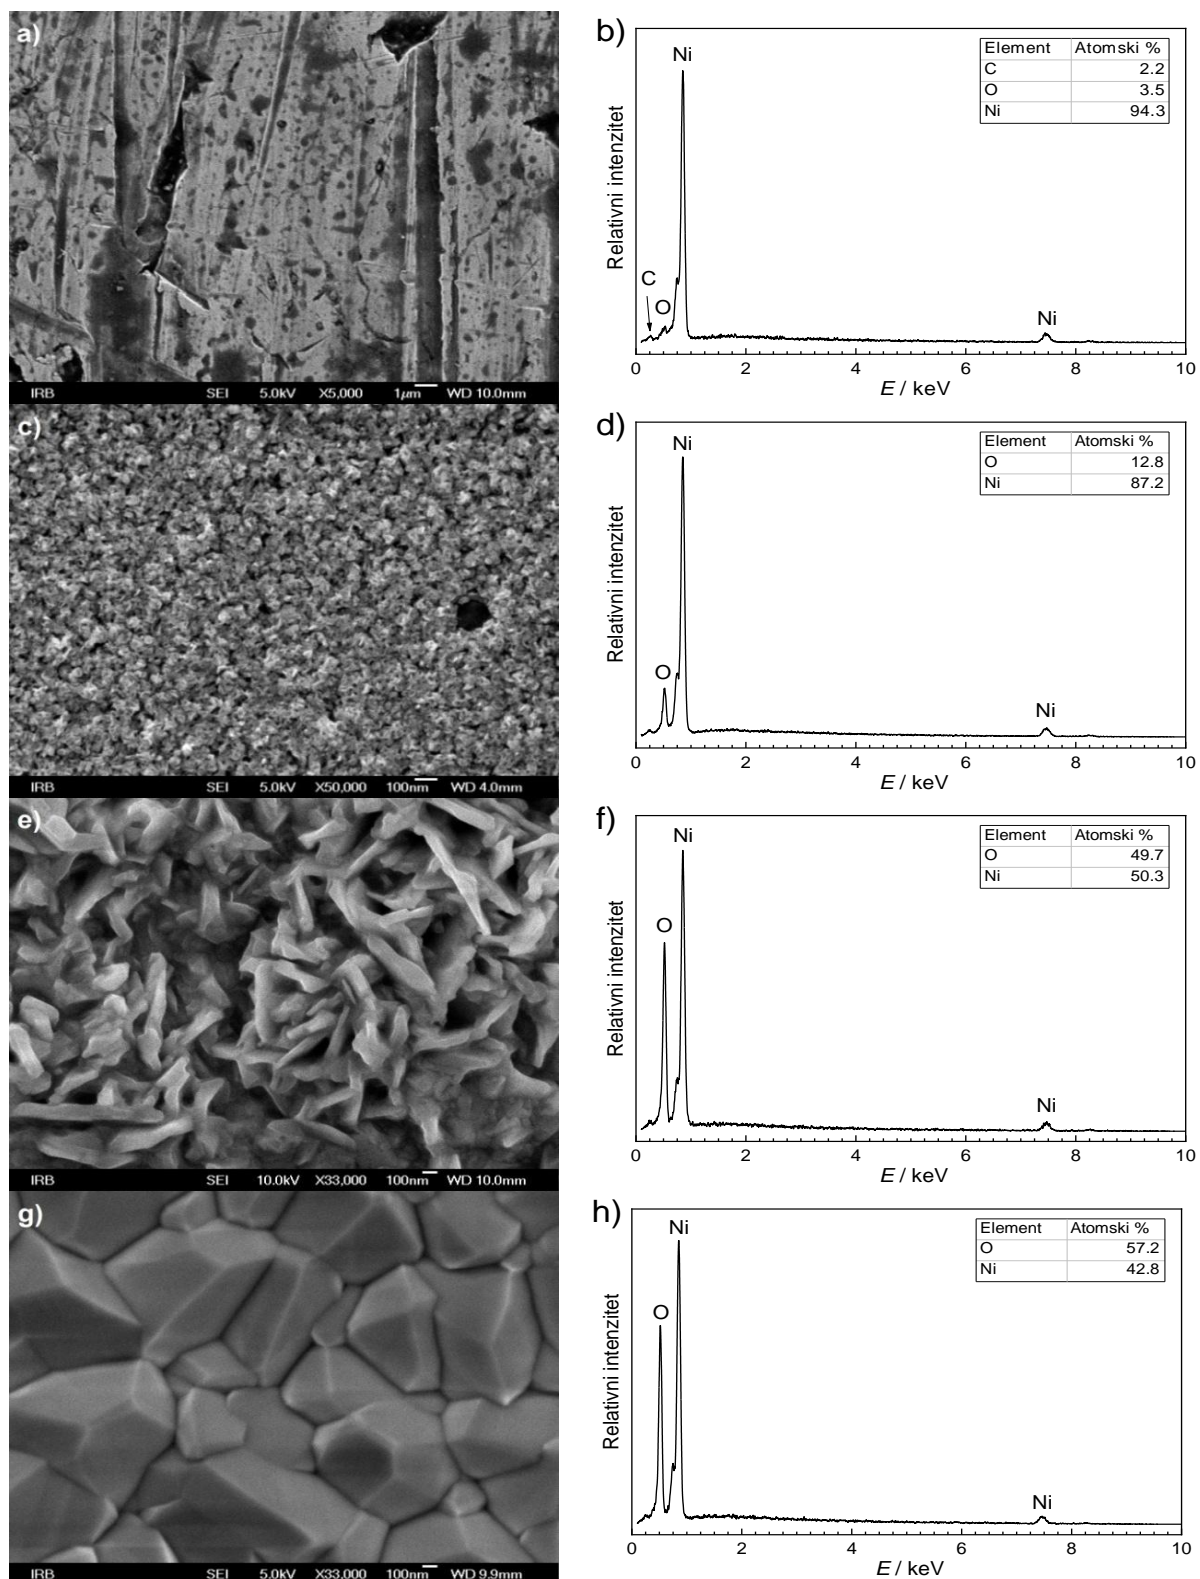 a)
IRB SEI 5.0kV X5,000 1μm WD 10.0mm
b)
Relativni intenzitet
Ni
C
O
Ni
Element Atomski %
C 2.2
O 3.5
Ni 94.3
0 2 4 6 8 10
E / keV
c)
IRB SEI 5.0kV X50,000 100nm WD 4.0mm
d)
Relativni intenzitet
Ni
O
Ni
Element Atomski %
O 12.8
Ni 87.2
0 2 4 6 8 10
E / keV
e)
IRB SEI 10.0kV X33,000 100nm WD 10.0mm
f)
Relativni intenzitet
Ni
O
Ni
Element Atomski %
O 49.7
Ni 50.3
0 2 4 6 8 10
E / keV
g)
IRB SEI 5.0kV X33,000 100nm WD 9.9mm
h)
Relativni intenzitet
Ni
O
Ni
Element Atomski %
O 57.2
Ni 42.8
0 2 4 6 8 10
E / keV